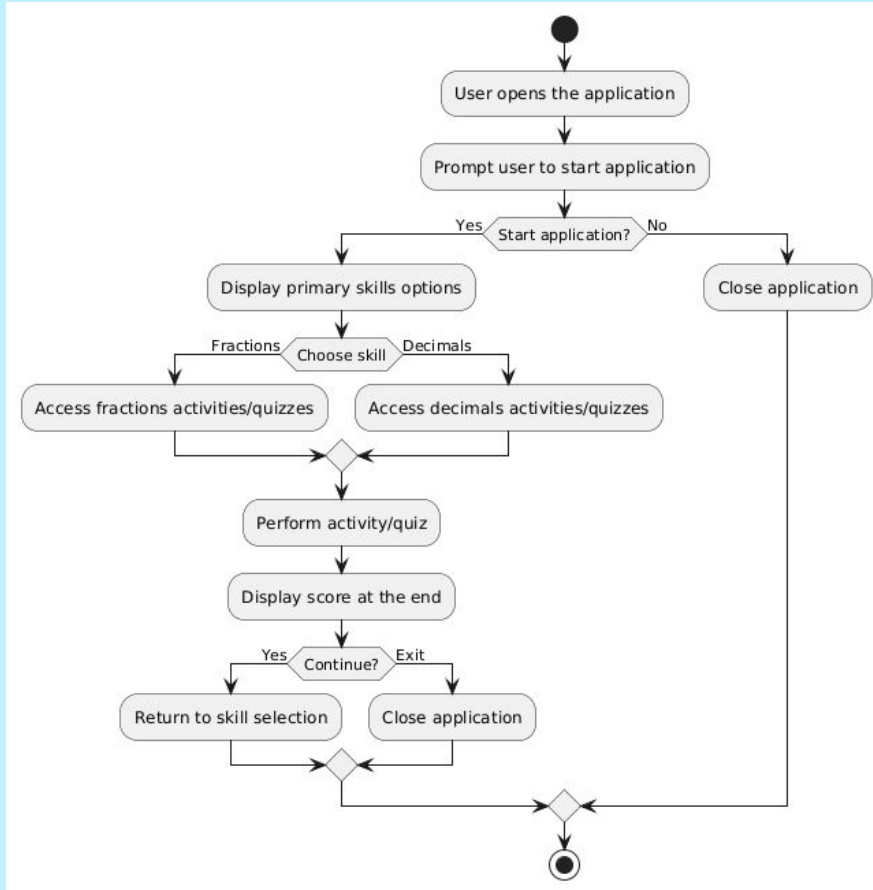 User opens the application
Prompt user to start application
Yes
Start application?
No
Display primary skills options
Close application
Fractions
Choose skill
Decimals
Access fractions activities/quizzes
Access decimals activities/quizzes
Perform activity/quiz
Display score at the end
Yes
Continue?
Exit
Return to skill selection
Close application